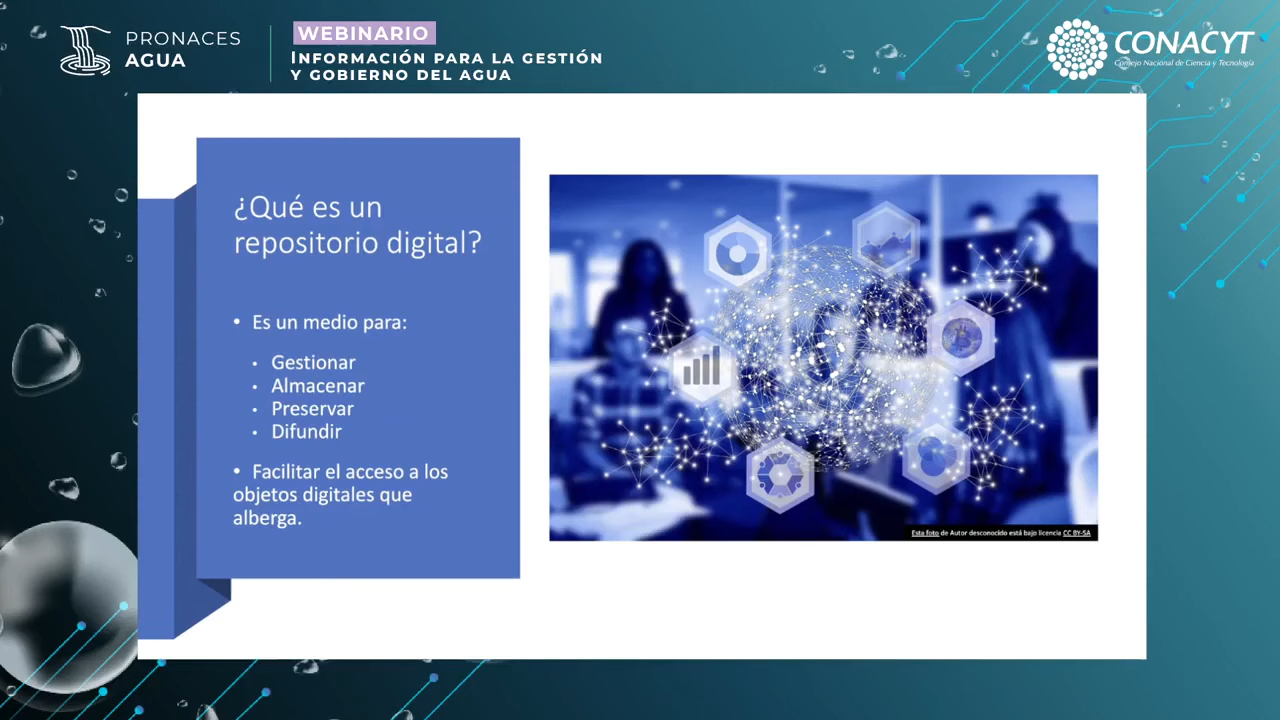 PRONACES
AGUA
WEBINARIO
INFORMACIÓN PARA LA GESTIÓN
Y GOBIERNO DEL AGUA
CONACYT
Consejo Nacional de Ciencia y Tecnología
¿Qué es un
repositorio digital?
• Es un medio para:
• Gestionar
• Almacenar
• Preservar
• Difundir
• Facilitar el acceso a los
objetos digitales que
alberga.
Esta foto de Autor desconocido está bajo licencia CC BY-SA